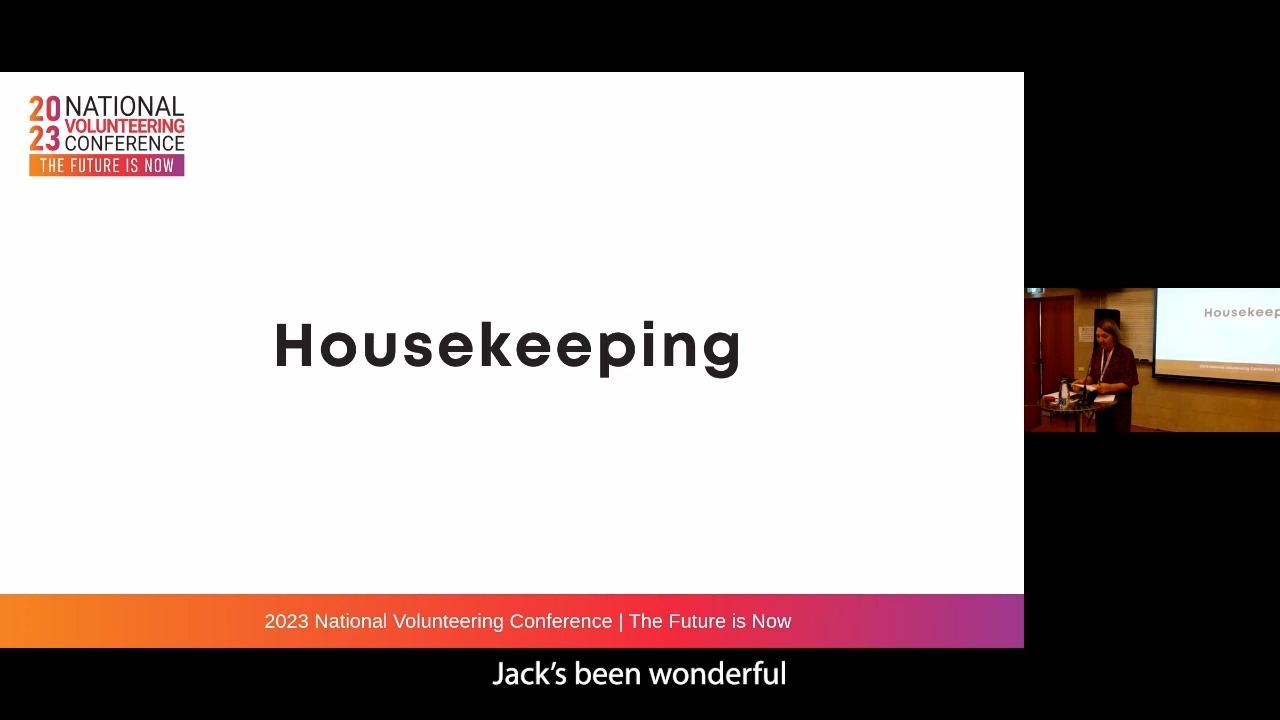 20 NATIONAL
VOLUNTEERING
23 CONFERENCE
THE FUTURE IS NOW
Housekeeping
Housekeep
2023 National Volunteering Conference | The Future is Now
Jack's been wonderful